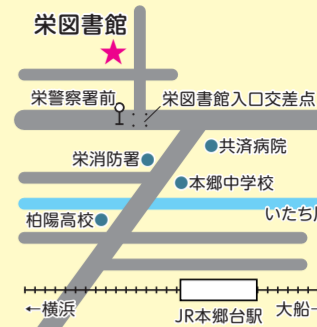 栄図書館
栄警察署前
栄図書館入口交差点
共済病院
栄消防署
本郷中学校
いたち
柏陽高校
←横浜
JR本郷台駅
大船